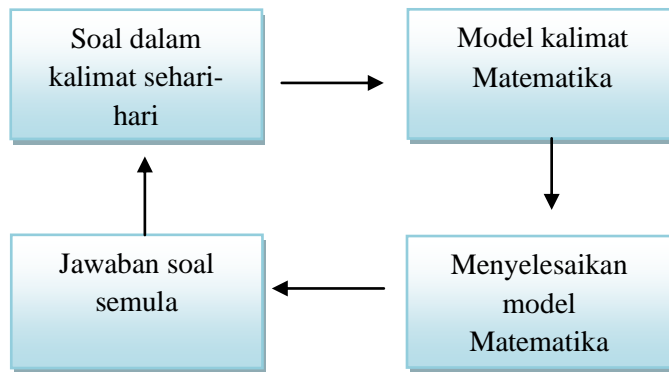 Soal dalam
kalimat sehari-
hari
Model kalimat
Matematika
Jawaban soal
semula
Menyelesaikan
model
Matematika